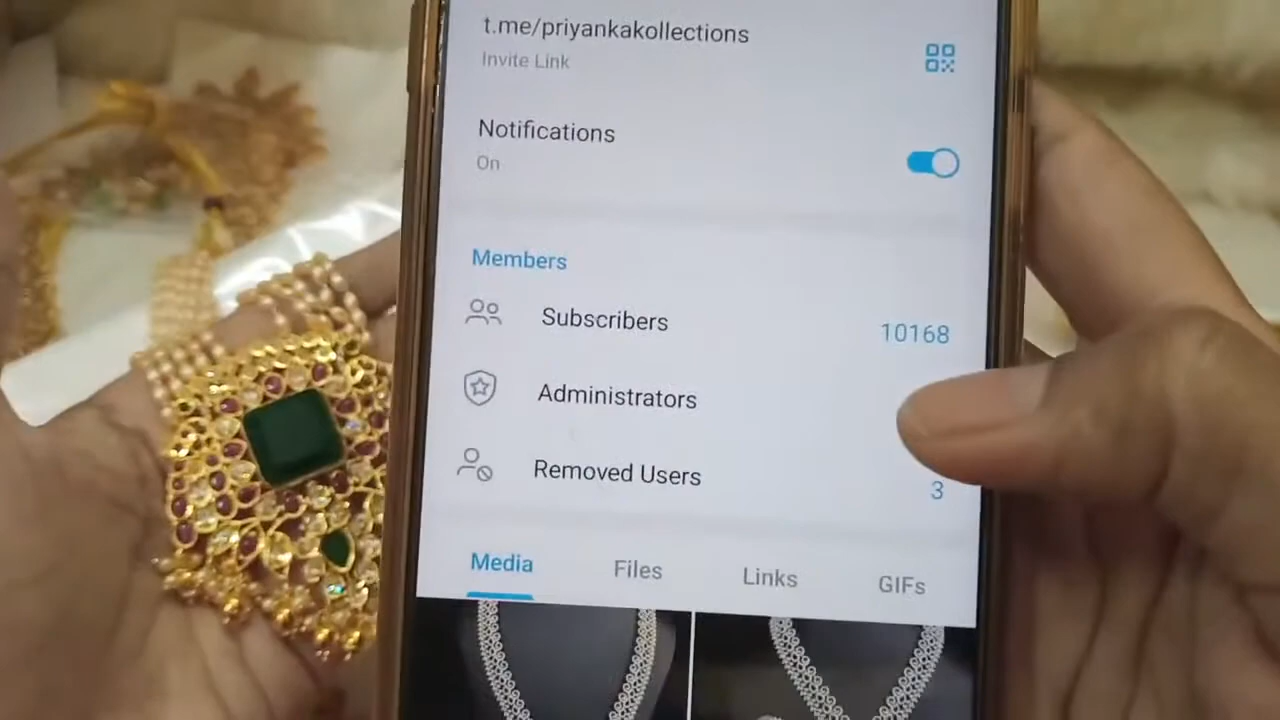 t.me/priyankakollections
Invite Link
Notifications
On
Members
Subscribers 10168
Administrators
Removed Users 3
Media Files Links GIFs